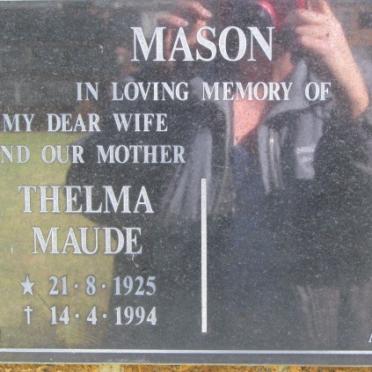 MASON
IN LOVING MEMORY OF
MY DEAR WIFE
ND OUR MOTHER
THELMA
MAUDE
★ 21·8·1925
† 14·4·1994